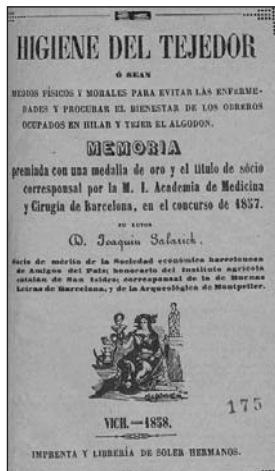 HIGIENE DEL TEJEDOR
Ó SEAN
MEDIOS FÍSICOS Y MORALES PARA EVITAR LAS ENFERME-
DADES Y PROCURAR EL BIENESTAR DE LOS OBREROS
OCUPADOS EN HILAR Y TEJER EL ALGODON.
MEMORIA
premiada con una medalla de oro y el título de sócio
corresponsal por la M. I. Academia de Medicina
y Cirugía de Barcelona, en el concurso de 1857.
SU AUTOR
D. Joaquin Salarich.
Socio de mérito de la Sociedad económica barcelonesa
de Amigos del País; honorario del Instituto agrícola
catalan de San Isidro; corresponsal de la de Buenas
Letras de Barcelona, y de la Arqueológica de Montpeller.
175
VICH.—1858.
IMPRENTA Y LIBRERÍA DE SOLER HERMANOS.